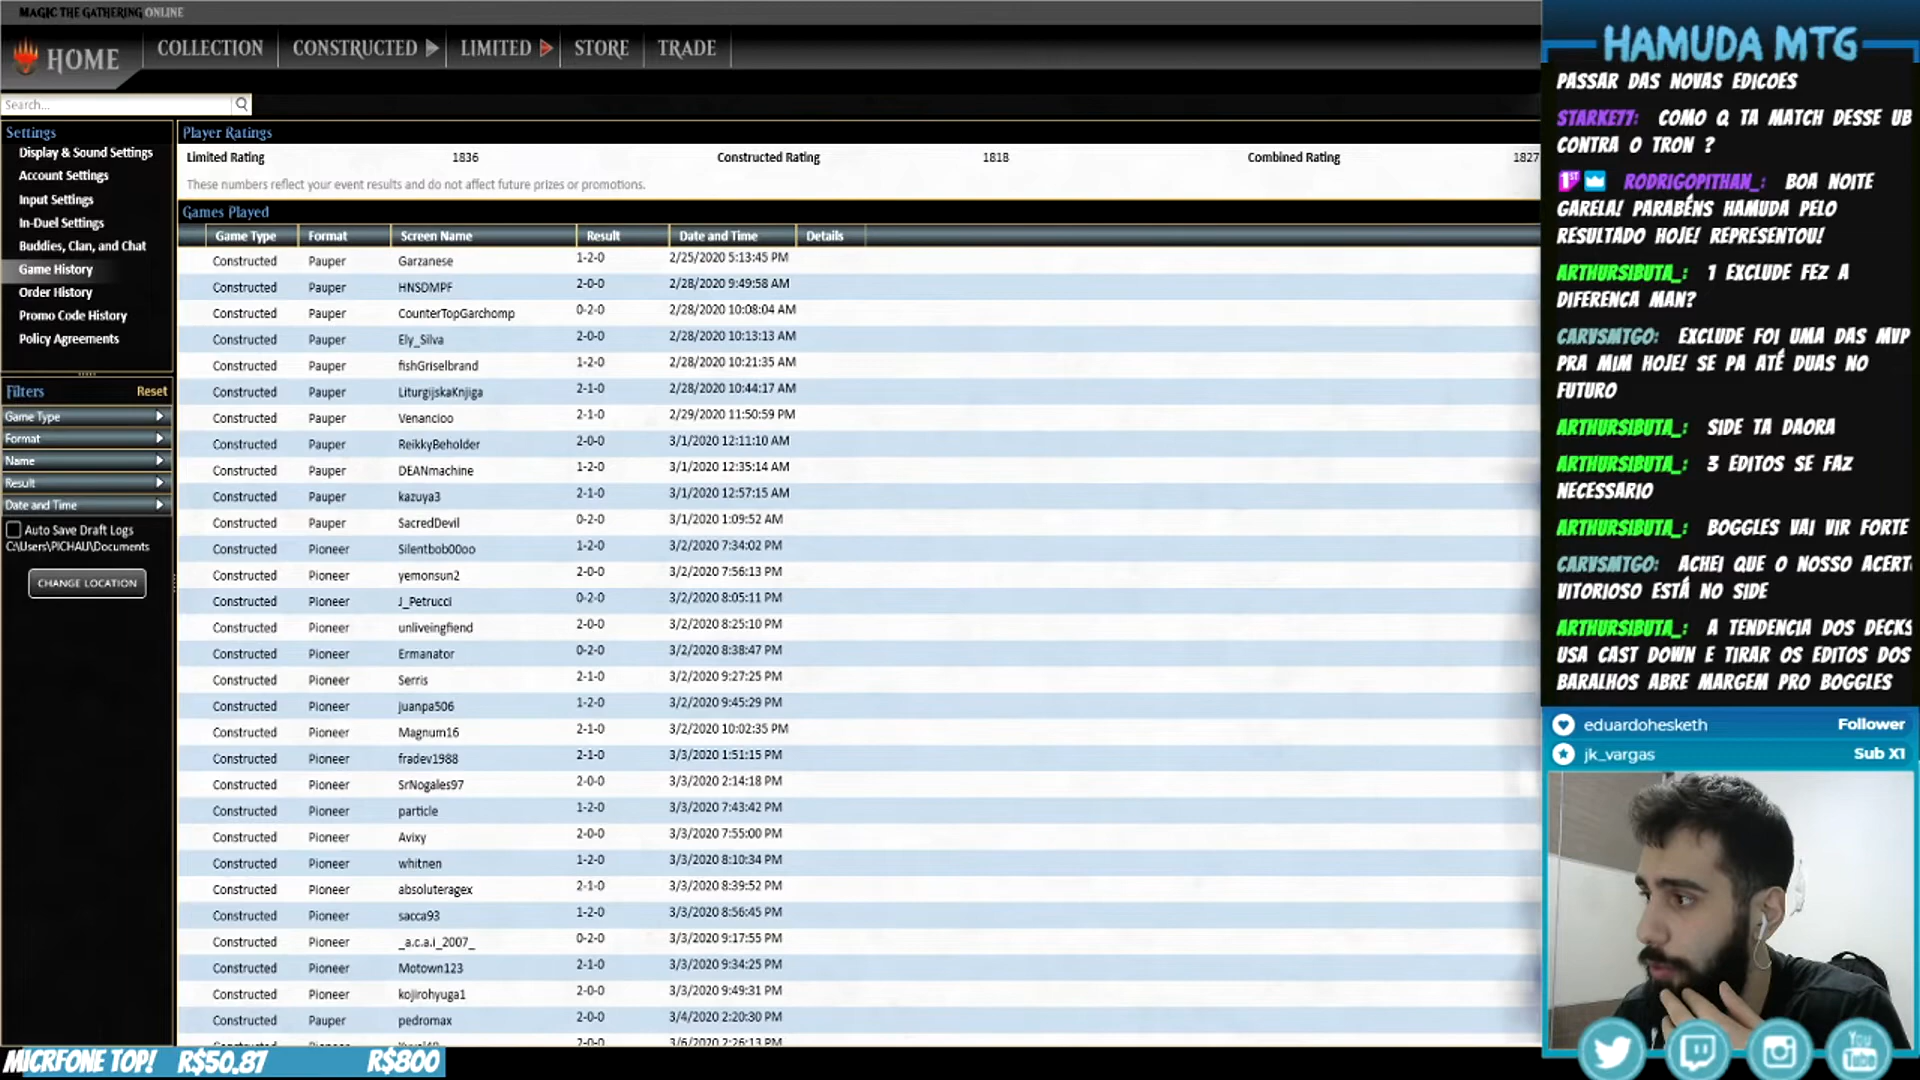 MAGIC THE GATHERING ONLINE
HOME COLLECTION CONSTRUCTED LIMITED STORE TRADE
Search...
Settings
Display & Sound Settings
Account Settings
Input Settings
In-Duel Settings
Buddies, Clan, and Chat
Game History
Order History
Promo Code History
Policy Agreements
Filters Reset
Game Type
Format
Name
Result
Date and Time
Auto Save Draft Logs
C:\Users\PICHAU\Documents
CHANGE LOCATION
Player Ratings
Limited Rating 1836 Constructed Rating 1818 Combined Rating 1827
These numbers reflect your event results and do not affect future prizes or promotions.
Games Played
Game Type Format Screen Name Result Date and Time Details
Constructed Pauper Garzanese 1-2-0 2/25/2020 5:13:45 PM
Constructed Pauper HNSDMPF 2-0-0 2/28/2020 9:49:58 AM
Constructed Pauper CounterTopGarchomp 0-2-0 2/28/2020 10:08:04 AM
Constructed Pauper Ely_Silva 2-0-0 2/28/2020 10:13:13 AM
Constructed Pauper fishGriselbrand 1-2-0 2/28/2020 10:21:35 AM
Constructed Pauper LiturgijskaKnjiga 2-1-0 2/28/2020 10:44:17 AM
Constructed Pauper Venancioo 2-1-0 2/29/2020 11:50:59 PM
Constructed Pauper ReikkyBeholder 2-0-0 3/1/2020 12:11:10 AM
Constructed Pauper DEANmachine 1-2-0 3/1/2020 12:35:14 AM
Constructed Pauper kazuya3 2-1-0 3/1/2020 12:57:15 AM
Constructed Pauper SacredDevil 0-2-0 3/1/2020 1:09:52 AM
Constructed Pioneer Silentbob00oo 1-2-0 3/2/2020 7:34:02 PM
Constructed Pioneer yemonsun2 2-0-0 3/2/2020 7:56:13 PM
Constructed Pioneer J_Petrucci 0-2-0 3/2/2020 8:05:11 PM
Constructed Pioneer unliveingfiend 2-0-0 3/2/2020 8:25:10 PM
Constructed Pioneer Ermanator 0-2-0 3/2/2020 8:38:47 PM
Constructed Pioneer Serris 2-1-0 3/2/2020 9:27:25 PM
Constructed Pioneer juanpa506 1-2-0 3/2/2020 9:45:29 PM
Constructed Pioneer Magnum16 2-1-0 3/2/2020 10:02:35 PM
Constructed Pioneer fradev1988 2-1-0 3/3/2020 1:51:15 PM
Constructed Pioneer SrNogales97 2-0-0 3/3/2020 2:14:18 PM
Constructed Pioneer particle 1-2-0 3/3/2020 7:43:42 PM
Constructed Pioneer Avixy 2-0-0 3/3/2020 7:55:00 PM
Constructed Pioneer whitnen 1-2-0 3/3/2020 8:10:34 PM
Constructed Pioneer absoluteragex 2-1-0 3/3/2020 8:39:52 PM
Constructed Pioneer sacca93 1-2-0 3/3/2020 8:56:45 PM
Constructed Pioneer _a.c.a.i_2007_ 0-2-0 3/3/2020 9:17:55 PM
Constructed Pioneer Motown123 2-1-0 3/3/2020 9:34:25 PM
Constructed Pioneer kojirohyuga1 2-0-0 3/3/2020 9:49:31 PM
Constructed Pauper pedromax 2-0-0 3/4/2020 2:20:30 PM
2-0-0 3/6/2020 2:26:13 PM
MICRFONE TOP! R$50.87 R$800
HAMUDA MTG
PASSAR DAS NOVAS EDICOES
STARKE77: COMO Q TA MATCH DESSE UB
CONTRA O TRON ?
1ST RODRIGOPITHAN_: BOA NOITE
GARELA! PARABÉNS HAMUDA PELO
RESULTADO HOJE! REPRESENTOU!
ARTHURSIBUTA_: 1 EXCLUDE FEZ A
DIFERENCA MAN?
CARVSMTGO: EXCLUDE FOI UMA DAS MVP
PRA MIM HOJE! SE PA ATÉ DUAS NO
FUTURO
ARTHURSIBUTA_: SIDE TA DAORA
ARTHURSIBUTA_: 3 EDITOS SE FAZ
NECESSARIO
ARTHURSIBUTA_: BOGGLES VAI VIR FORTE
CARVSMTGO: ACHEI QUE O NOSSO ACERT
VITORIOSO ESTÁ NO SIDE
ARTHURSIBUTA_: A TENDENCIA DOS DECKS
USA CAST DOWN E TIRAR OS EDITOS DOS
BARALHOS ABRE MARGEM PRO BOGGLES
eduardohesketh Follower
jk_vargas Sub X1
You
Tube